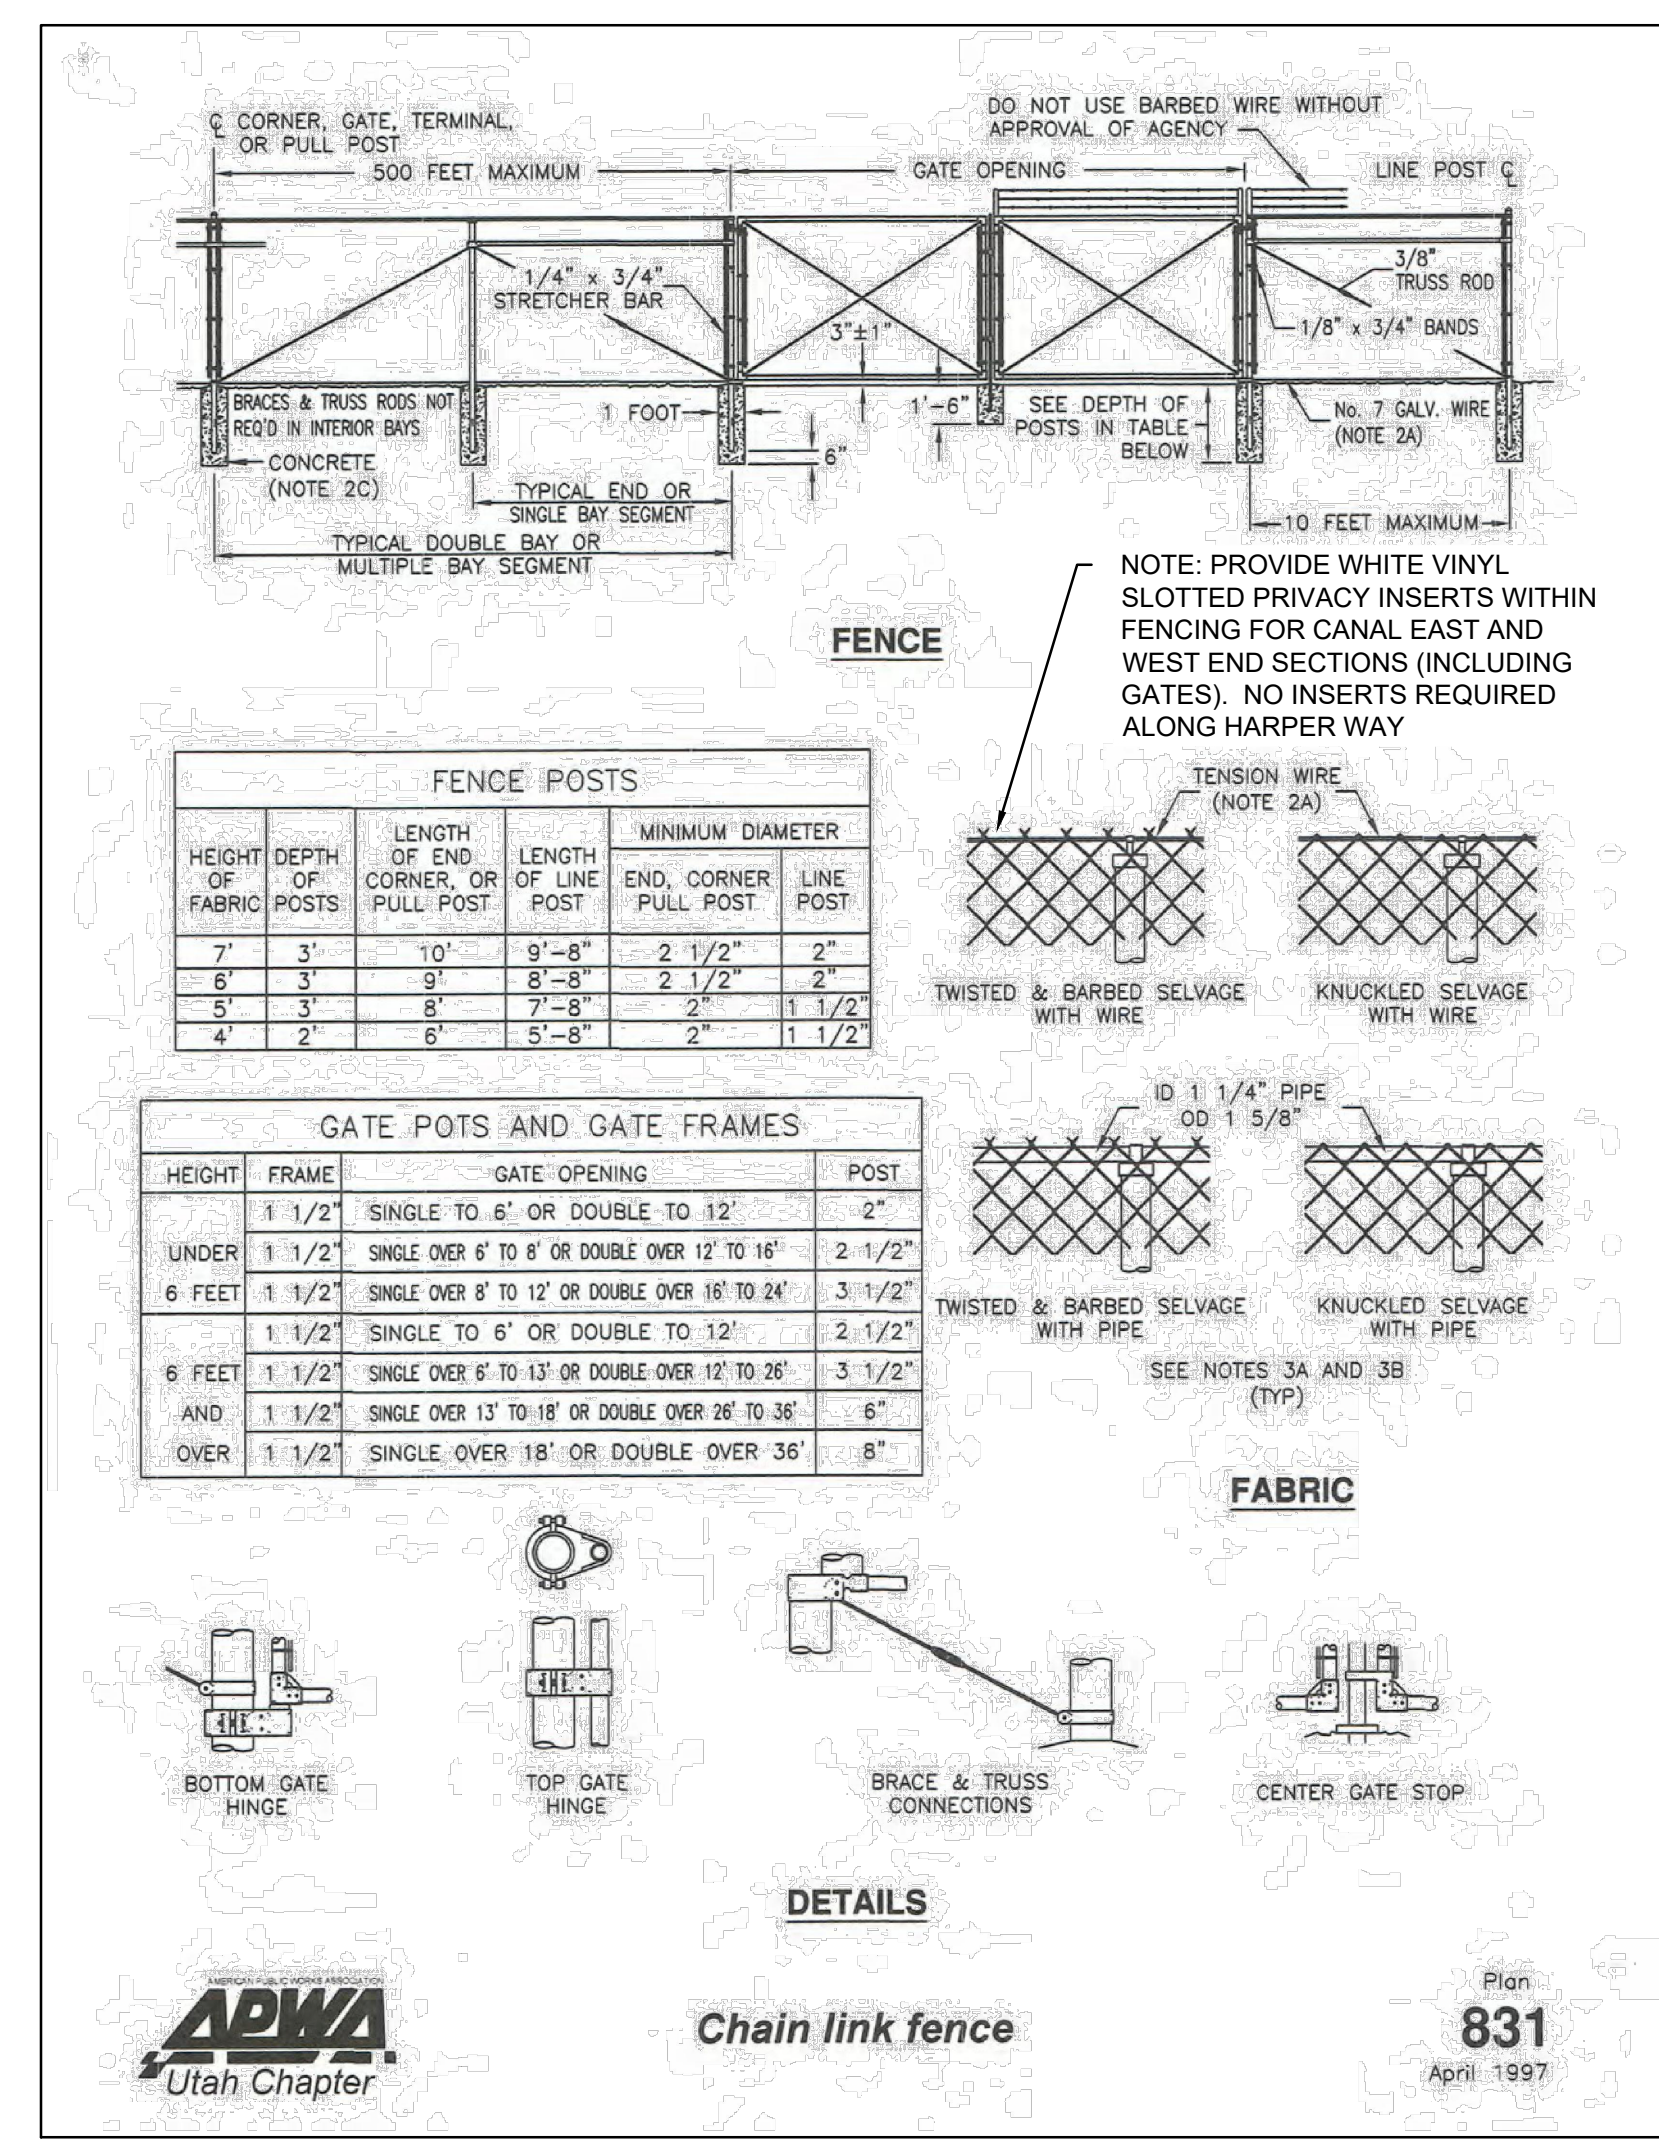 ℄ CORNER, GATE, TERMINAL,
OR PULL POST
500 FEET MAXIMUM
GATE OPENING
DO NOT USE BARBED WIRE WITHOUT
APPROVAL OF AGENCY
LINE POST ℄
1/4" x 3/4"
STRETCHER BAR
3"±1"
3/8"
TRUSS ROD
1/8" x 3/4" BANDS
BRACES & TRUSS RODS NOT
REQ'D IN INTERIOR BAYS
1 FOOT
1'-6"
SEE DEPTH OF
POSTS IN TABLE
BELOW
No. 7 GALV. WIRE
(NOTE 2A)
6"
CONCRETE
(NOTE 2C)
TYPICAL END OR
SINGLE BAY SEGMENT
10 FEET MAXIMUM
TYPICAL DOUBLE BAY OR
MULTIPLE BAY SEGMENT
NOTE: PROVIDE WHITE VINYL
SLOTTED PRIVACY INSERTS WITHIN
FENCING FOR CANAL EAST AND
WEST END SECTIONS (INCLUDING
GATES). NO INSERTS REQUIRED
ALONG HARPER WAY
FENCE
FENCE POSTS
HEIGHT
OF
FABRIC
DEPTH
OF
POSTS
LENGTH
OF END
CORNER, OR
PULL POST
LENGTH
OF LINE
POST
MINIMUM DIAMETER
END, CORNER
PULL POST
LINE
POST
7' 3' 10' 9'-8" 2 1/2" 2"
6' 3' 9' 8'-8" 2 1/2" 2"
5' 3' 8' 7'-8" 2" 1 1/2"
4' 2' 6' 5'-8" 2" 1 1/2"
TENSION WIRE
(NOTE 2A)
TWISTED & BARBED SELVAGE
WITH WIRE
KNUCKLED SELVAGE
WITH WIRE
GATE POTS AND GATE FRAMES
HEIGHT FRAME GATE OPENING POST
UNDER
6 FEET
1 1/2" SINGLE TO 6' OR DOUBLE TO 12' 2"
1 1/2" SINGLE OVER 6' TO 8' OR DOUBLE OVER 12' TO 16' 2 1/2"
1 1/2" SINGLE OVER 8' TO 12' OR DOUBLE OVER 16' TO 24' 3 1/2"
6 FEET
AND
OVER
1 1/2" SINGLE TO 6' OR DOUBLE TO 12' 2 1/2"
1 1/2" SINGLE OVER 6' TO 13' OR DOUBLE OVER 12' TO 26' 3 1/2"
1 1/2" SINGLE OVER 13' TO 18' OR DOUBLE OVER 26' TO 36' 6"
1 1/2" SINGLE OVER 18' OR DOUBLE OVER 36' 8"
ID 1 1/4" PIPE
OD 1 5/8"
TWISTED & BARBED SELVAGE
WITH PIPE
KNUCKLED SELVAGE
WITH PIPE
SEE NOTES 3A AND 3B
(TYP)
FABRIC
BOTTOM GATE
HINGE
TOP GATE
HINGE
BRACE & TRUSS
CONNECTIONS
CENTER GATE STOP
DETAILS
AMERICAN PUBLIC WORKS ASSOCIATION
APWA
Utah Chapter
Chain link fence
Plan
831
April 1997